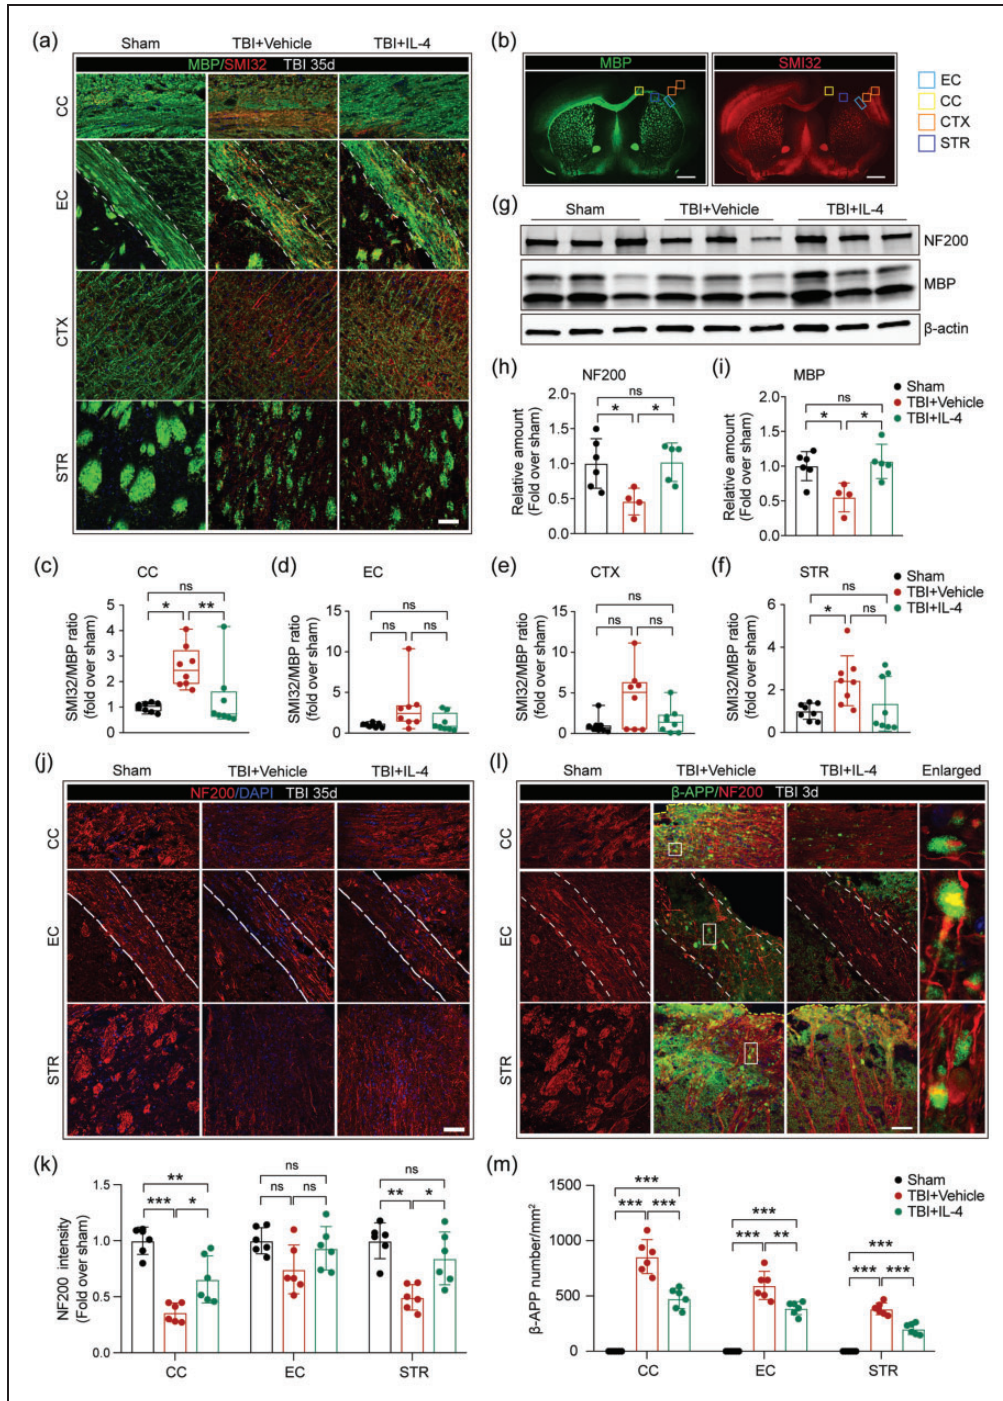 (a)
Sham TBI+Vehicle TBI+IL-4
MBP/SMI32 TBI 35d
CC
EC
CTX
STR
(b)
MBP SMI32
EC
CC
CTX
STR
(g)
Sham TBI+Vehicle TBI+IL-4
NF200
MBP
β-actin
(h)
NF200
Relative amount
(Fold over sham)
2.0
1.5
1.0
0.5
0.0
ns
* *
(i)
MBP
Relative amount
(Fold over sham)
2.0
1.5
1.0
0.5
0.0
ns
* *
Sham
TBI+Vehicle
TBI+IL-4
(c)
CC
SMI32/MBP ratio
(fold over sham)
5
4
3
2
1
0
ns
* **
(d)
EC
SMI32/MBP ratio
(fold over sham)
15
10
5
0
ns
ns ns
(e)
CTX
SMI32/MBP ratio
(fold over sham)
15
10
5
0
ns
ns ns
(f)
STR
SMI32/MBP ratio
(fold over sham)
6
4
2
0
ns
* ns
Sham
TBI+Vehicle
TBI+IL-4
(j)
Sham TBI+Vehicle TBI+IL-4
NF200/DAPI TBI 35d
CC
EC
STR
(l)
Sham TBI+Vehicle TBI+IL-4 Enlarged
β-APP/NF200 TBI 3d
CC
EC
STR
(k)
NF200 intensity
(Fold over sham)
1.5
1.0
0.5
0.0
**
*** *
ns
ns ns
ns
** *
CC EC STR
(m)
β-APP number/mm²
1500
1000
500
0
***
*** ***
***
*** **
***
*** ***
CC EC STR
Sham
TBI+Vehicle
TBI+IL-4